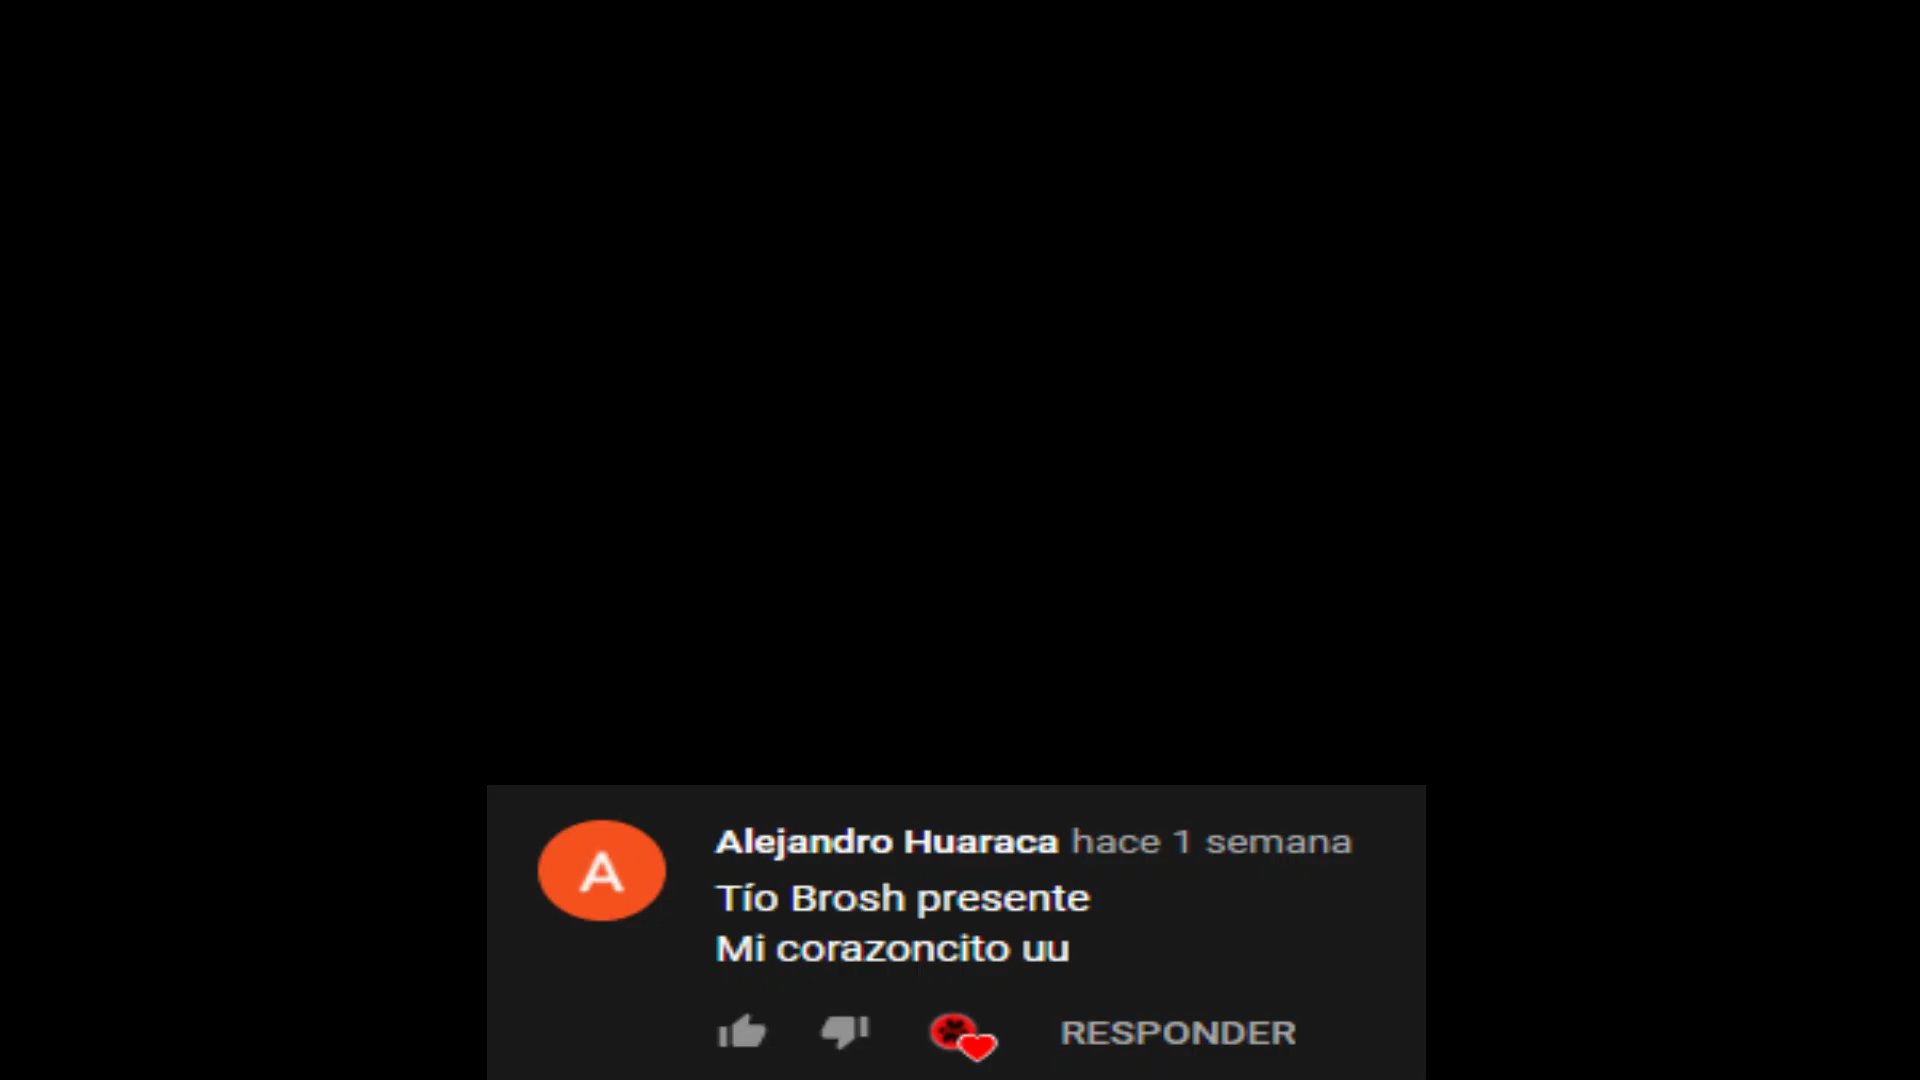 A
Alejandro Huaraca hace 1 semana
Tío Brosh presente
Mi corazoncito uu
RESPONDER